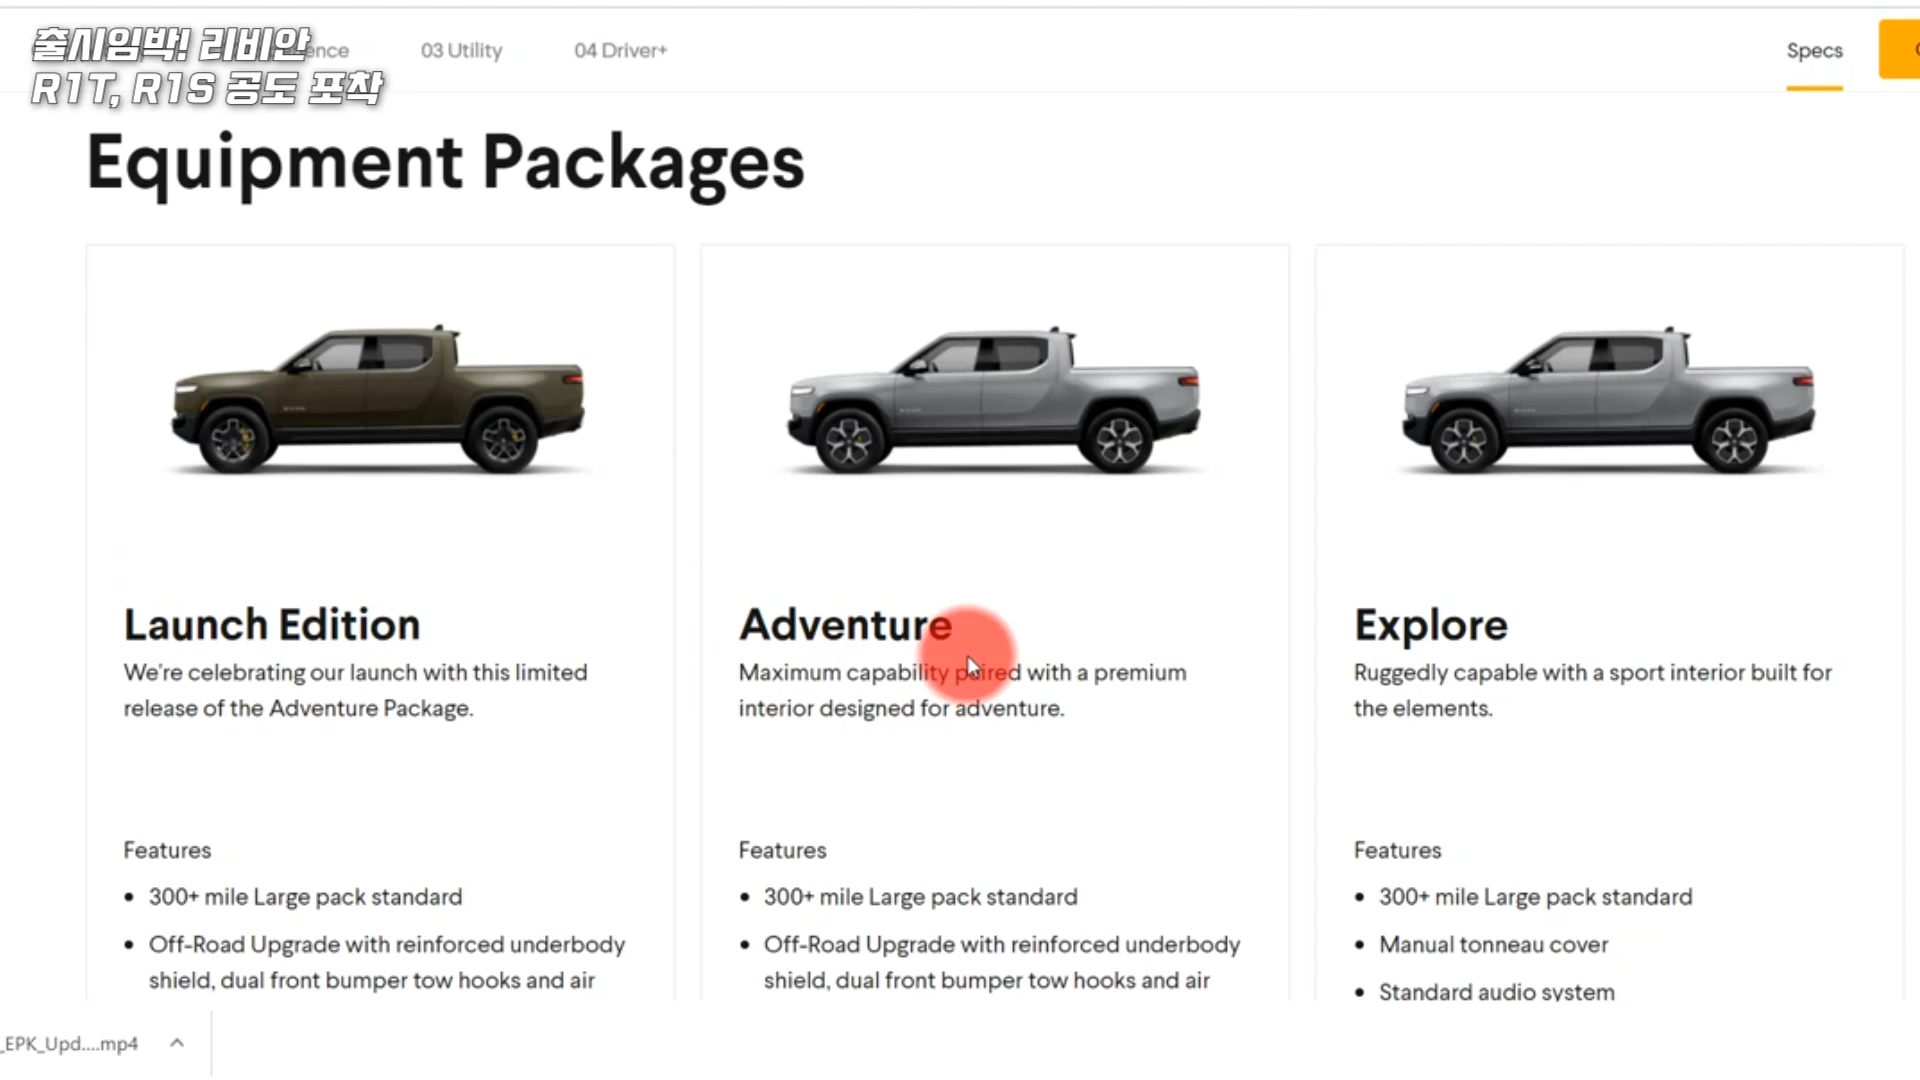 출시임박! 리비안
R1T, R1S 공도 포착
03 Utility
04 Driver+
Specs
Equipment Packages
Launch Edition
We're celebrating our launch with this limited
release of the Adventure Package.
Features
• 300+ mile Large pack standard
• Off-Road Upgrade with reinforced underbody
shield, dual front bumper tow hooks and air
Adventure
Maximum capability paired with a premium
interior designed for adventure.
Features
• 300+ mile Large pack standard
• Off-Road Upgrade with reinforced underbody
shield, dual front bumper tow hooks and air
Explore
Ruggedly capable with a sport interior built for
the elements.
Features
• 300+ mile Large pack standard
• Manual tonneau cover
• Standard audio system
_EPK_Upd....mp4